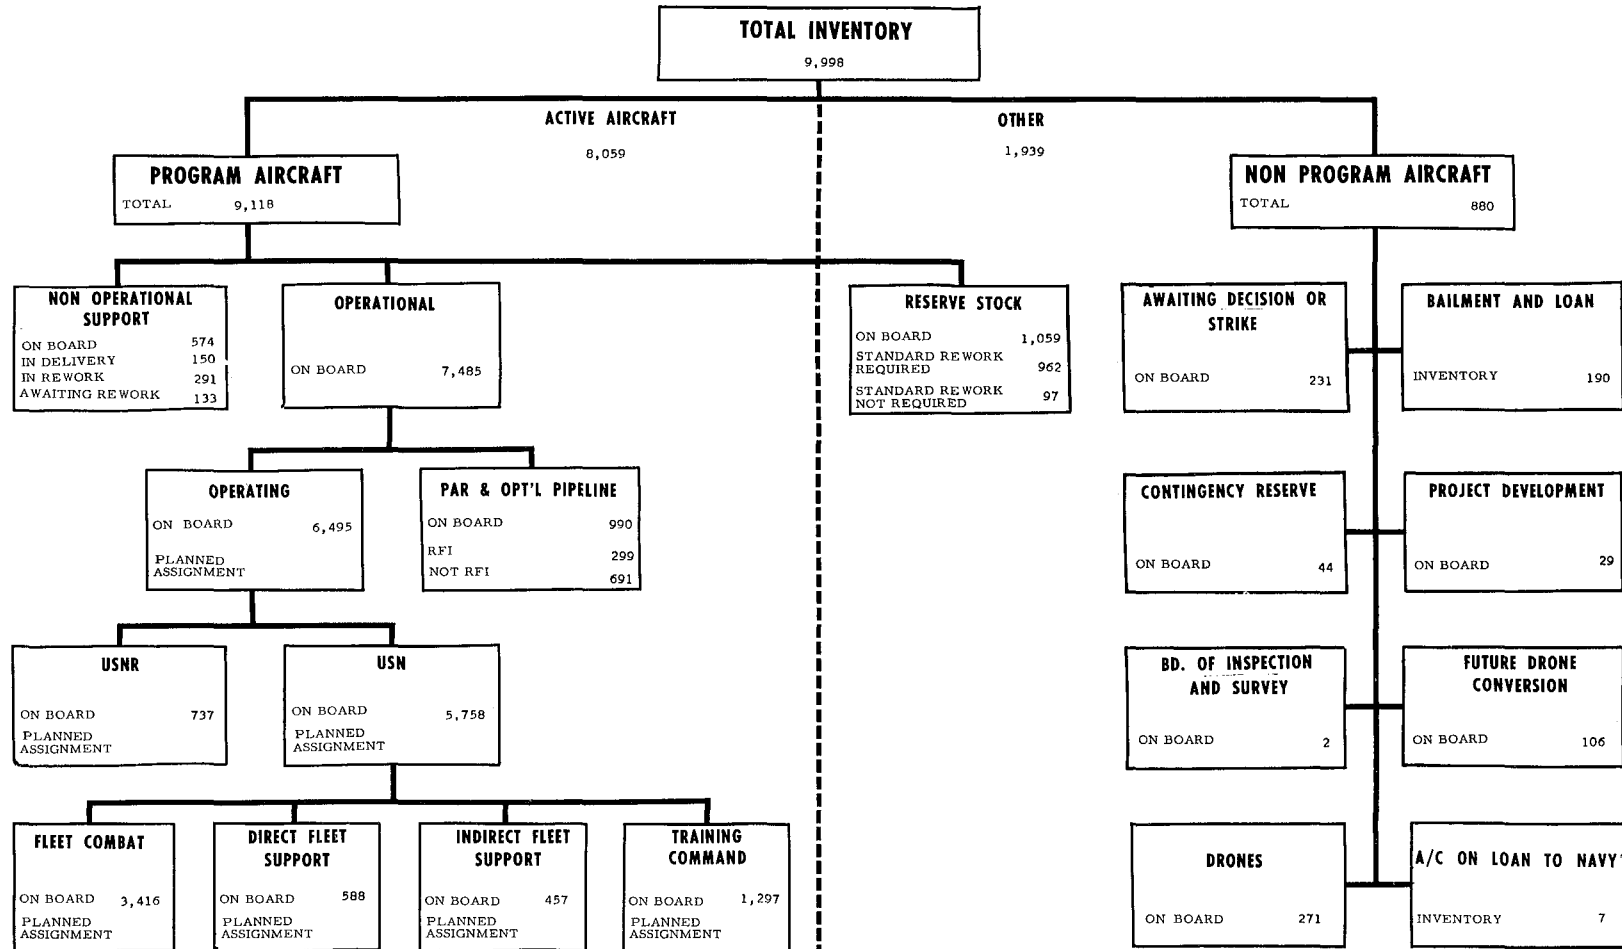 TOTAL INVENTORY
9,998
ACTIVE AIRCRAFT
8,059
OTHER
1,939
PROGRAM AIRCRAFT
TOTAL 9,118
NON PROGRAM AIRCRAFT
TOTAL 880
NON OPERATIONAL
SUPPORT
ON BOARD 574
IN DELIVERY 150
IN REWORK 291
AWAITING REWORK 133
OPERATIONAL
ON BOARD 7,485
RESERVE STOCK
ON BOARD 1,059
STANDARD REWORK
REQUIRED 962
STANDARD REWORK
NOT REQUIRED 97
AWAITING DECISION OR
STRIKE
ON BOARD 231
BAILMENT AND LOAN
INVENTORY 190
OPERATING
ON BOARD 6,495
PLANNED
ASSIGNMENT
PAR & OPT'L PIPELINE
ON BOARD 990
RFI 299
NOT RFI 691
CONTINGENCY RESERVE
ON BOARD 44
PROJECT DEVELOPMENT
ON BOARD 29
USNR
ON BOARD 737
PLANNED
ASSIGNMENT
USN
ON BOARD 5,758
PLANNED
ASSIGNMENT
BD. OF INSPECTION
AND SURVEY
ON BOARD 2
FUTURE DRONE
CONVERSION
ON BOARD 106
FLEET COMBAT
ON BOARD 3,416
PLANNED
ASSIGNMENT
DIRECT FLEET
SUPPORT
ON BOARD 588
PLANNED
ASSIGNMENT
INDIRECT FLEET
SUPPORT
ON BOARD 457
PLANNED
ASSIGNMENT
TRAINING
COMMAND
ON BOARD 1,297
PLANNED
ASSIGNMENT
DRONES
ON BOARD 271
A/C ON LOAN TO NAVY
INVENTORY 7